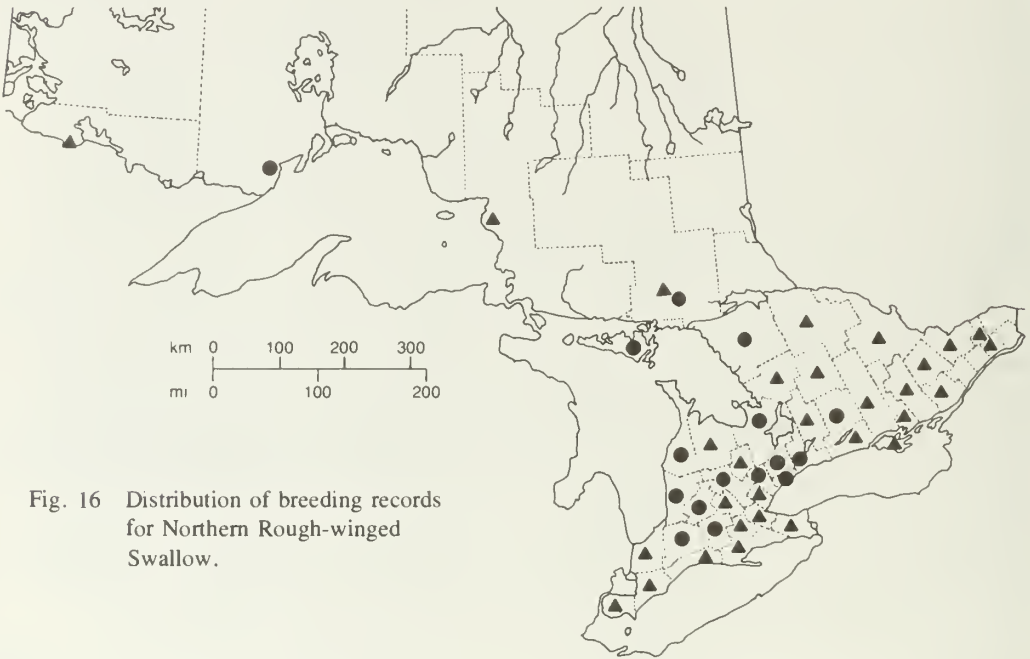 km 0 100 200 300
mi 0 100 200
Fig. 16 Distribution of breeding records
for Northern Rough-winged
Swallow.